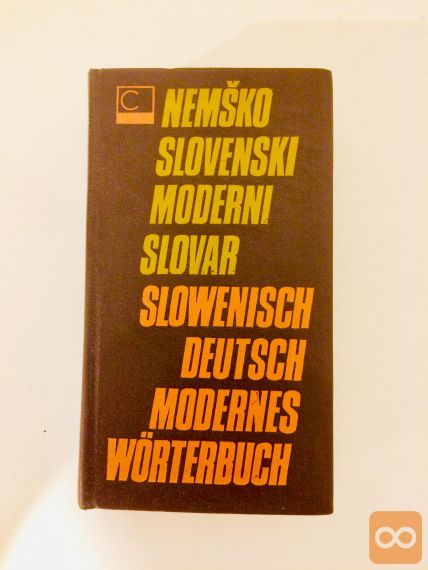 C
NEMŠKO
SLOVENSKI
MODERNI
SLOVAR
SLOWENISCH
DEUTSCH
MODERNES
WÖRTERBUCH